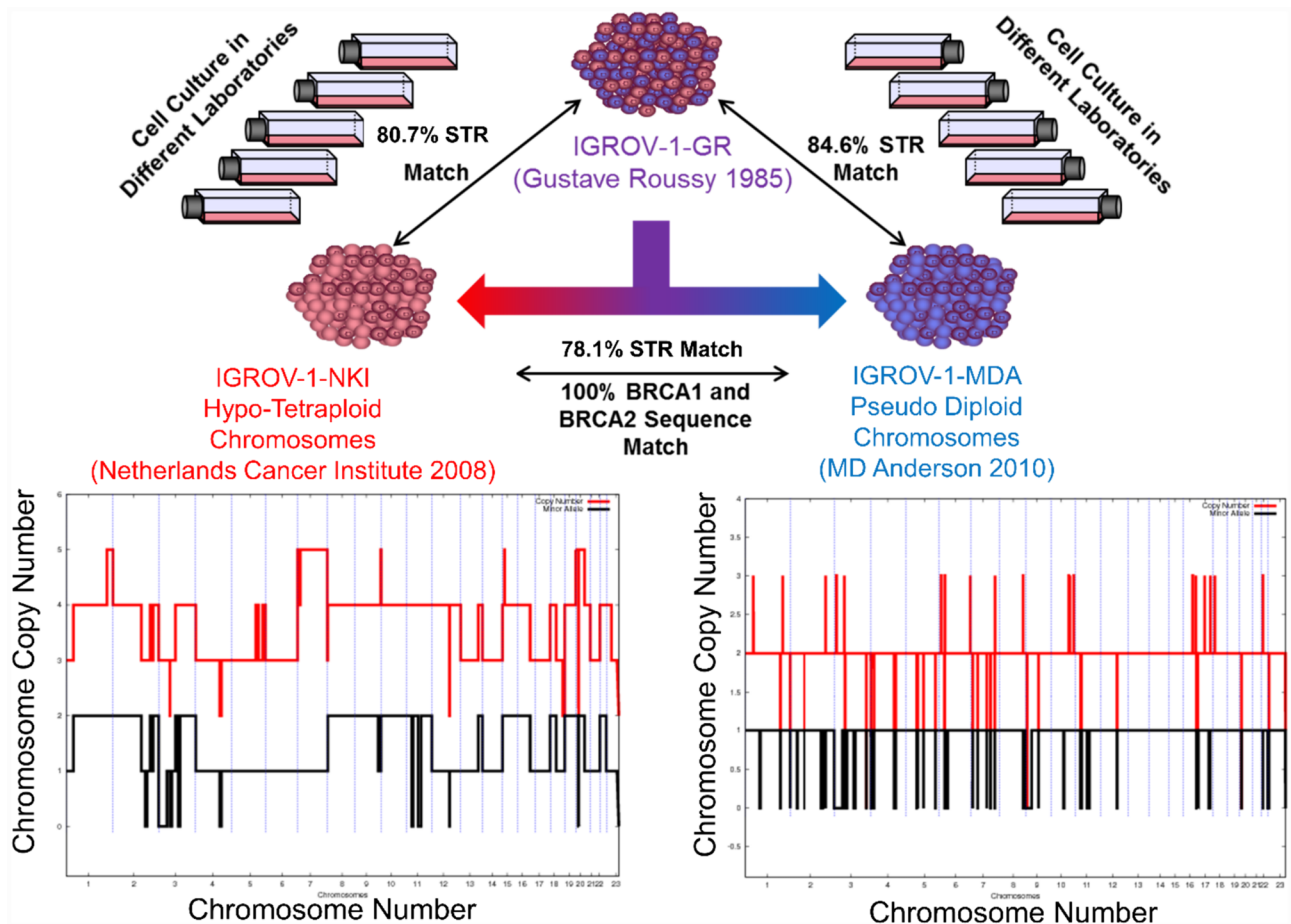 Cell Culture in
Different Laboratories
80.7% STR
Match
IGROV-1-GR
(Gustave Roussy 1985)
84.6% STR
Match
Cell Culture in
Different Laboratories
78.1% STR Match
100% BRCA1 and
BRCA2 Sequence
Match
IGROV-1-NKI
Hypo-Tetraploid
Chromosomes
(Netherlands Cancer Institute 2008)
IGROV-1-MDA
Pseudo Diploid
Chromosomes
(MD Anderson 2010)
Chromosome Copy Number
Copy Number
Minor Allele
6
5
4
3
2
1
0
1 2 3 4 5 6 7 8 9 10 11 12 13 14 15 16 17 18 19 20 21 22 23
Chromosomes
Chromosome Number
Chromosome Copy Number
Copy Number
Minor Allele
4
3.5
3
2.5
2
1.5
1
0.5
0
-0.5
1 2 3 4 5 6 7 8 9 10 11 12 13 14 15 16 17 18 19 20 21 22 23
Chromosomes
Chromosome Number